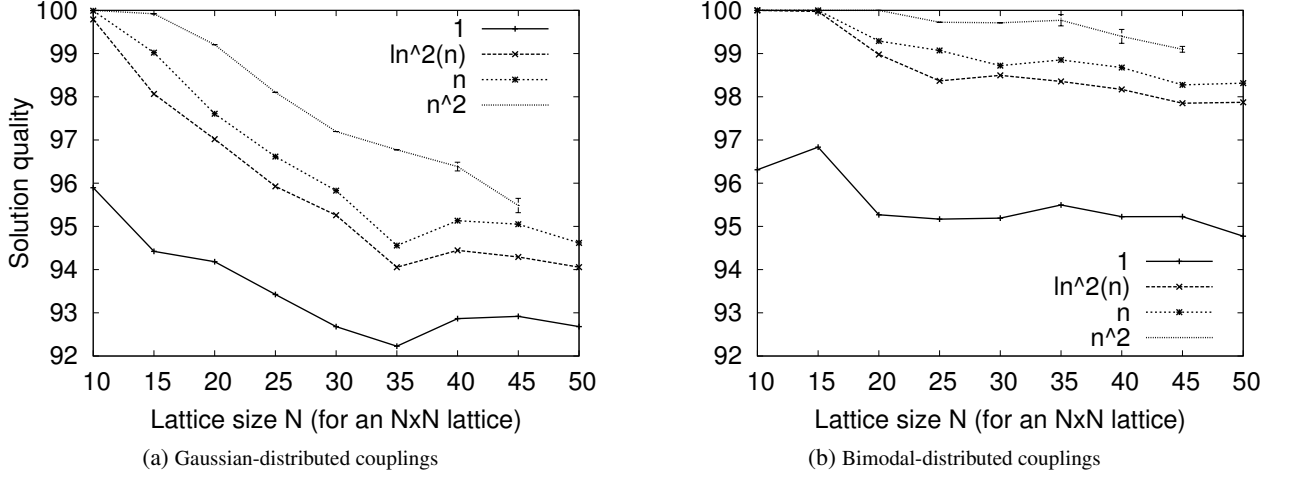 100
99
98
97
96
95
94
93
92
Solution quality
1
ln^2(n)
n
n^2
10 15 20 25 30 35 40 45 50
Lattice size N (for an NxN lattice)
(a) Gaussian-distributed couplings
100
99
98
97
96
95
94
93
92
1
ln^2(n)
n
n^2
10 15 20 25 30 35 40 45 50
Lattice size N (for an NxN lattice)
(b) Bimodal-distributed couplings